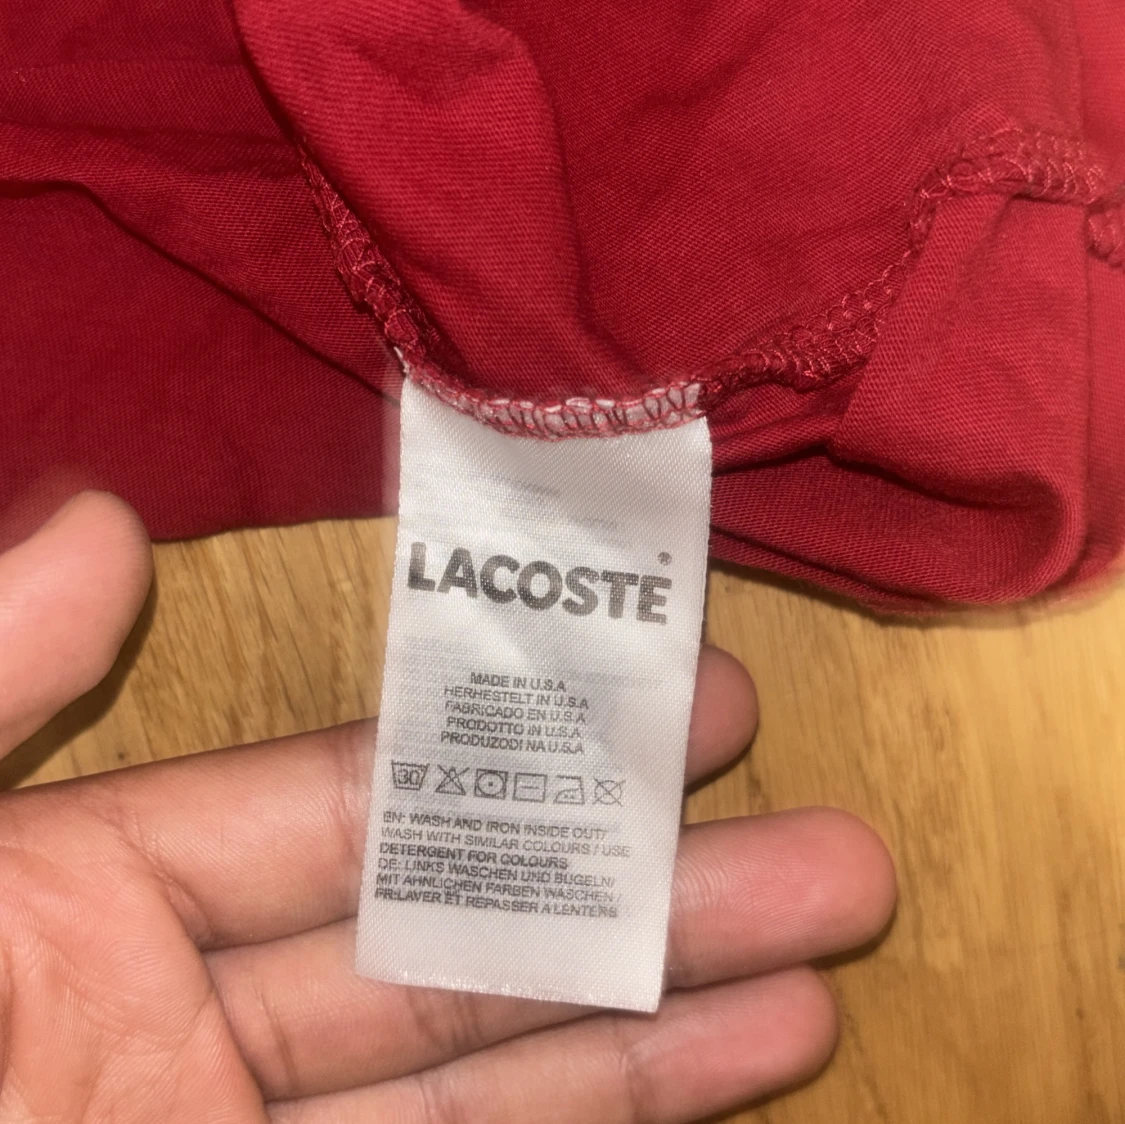 LACOSTE®
MADE IN U.S.A
HERHESTELT IN U.S.A
FABRICADO EN U.S.A
PRODOTTO IN U.S.A
PRODUZODI NA U.S.A
30
EN: WASH AND IRON INSIDE OUT/
WASH WITH SIMILAR COLOURS / USE
DETERGENT FOR COLOURS
DE: LINKS WASCHEN UND BUGELN/
MIT AHNLICHEN FARBEN WASCHEN /
FR:LAVER ET REPASSER A LENTERS